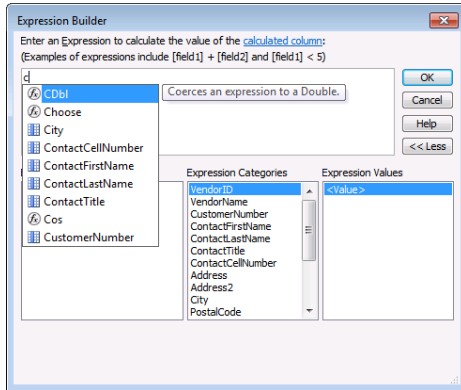 Expression Builder
Enter an Expression to calculate the value of the calculated column:
(Examples of expressions include [field1] + [field2] and [field1] < 5)
c
OK
Cancel
Help
<< Less
CDbl
Coerces an expression to a Double.
Choose
City
ContactCellNumber
ContactFirstName
ContactLastName
ContactTitle
Cos
CustomerNumber
Expression Categories
VendorID
VendorName
CustomerNumber
ContactFirstName
ContactLastName
ContactTitle
ContactCellNumber
Address
Address2
City
PostalCode
Expression Values
<Value>